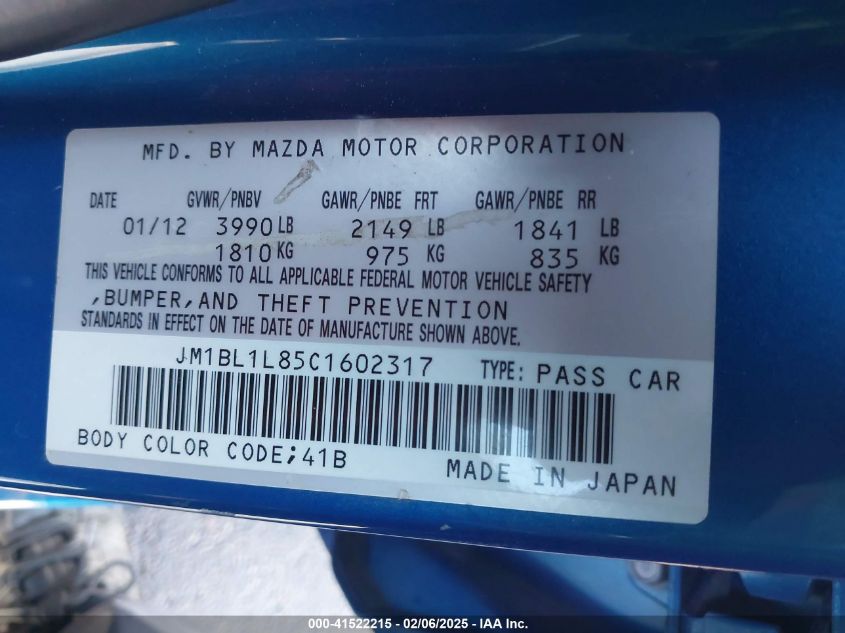 MFD. BY MAZDA MOTOR CORPORATION
DATE GVWR/PNBV GAWR/PNBE FRT GAWR/PNBE RR
01/12 3990 LB 2149 LB 1841 LB
1810 KG 975 KG 835 KG
THIS VEHICLE CONFORMS TO ALL APPLICABLE FEDERAL MOTOR VEHICLE SAFETY
,BUMPER,AND THEFT PREVENTION
STANDARDS IN EFFECT ON THE DATE OF MANUFACTURE SHOWN ABOVE.
JM1BL1L85C1602317 TYPE: PASS CAR
BODY COLOR CODE;41B
MADE IN JAPAN
000-41522215 - 02/06/2025 - IAA Inc.